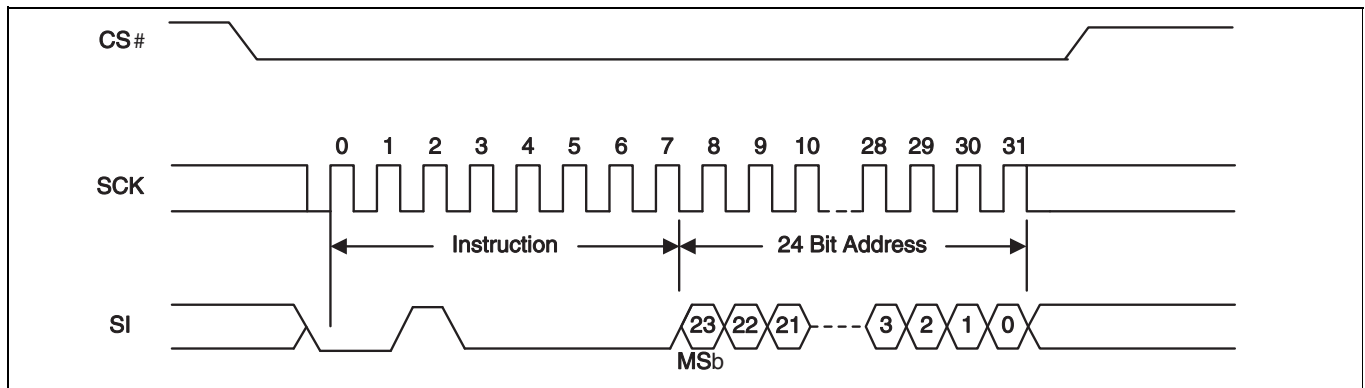 CS#
0 1 2 3 4 5 6 7 8 9 10 28 29 30 31
SCK
Instruction 24 Bit Address
SI 23 22 21 3 2 1 0
MSb